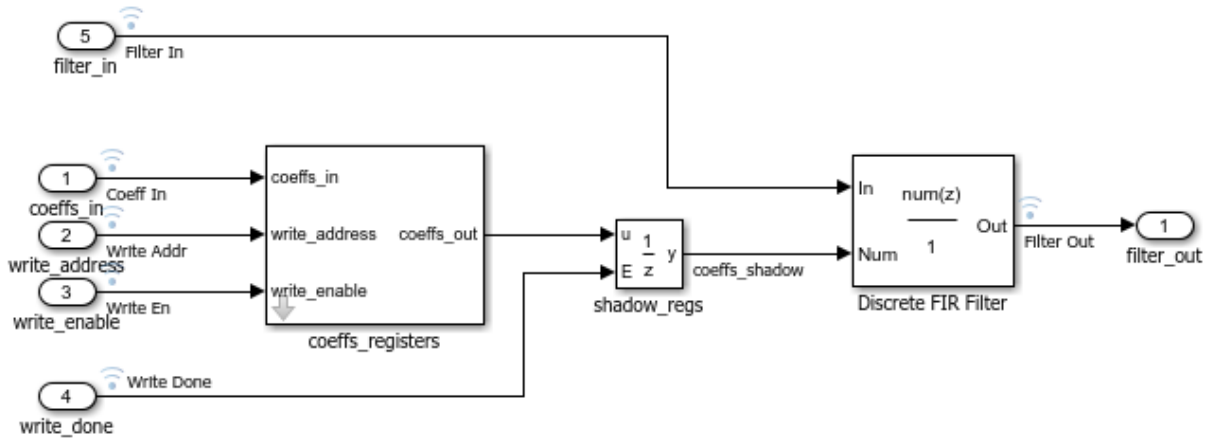 5
Filter In
filter_in
1
Coeff In
coeffs_in
2
Write Addr
write_address
3
Write En
write_enable
4
Write Done
write_done
coeffs_in
write_address
coeffs_out
write_enable
coeffs_registers
u
E
1
z
y
shadow_regs
coeffs_shadow
In
Num
num(z)
1
Out
Discrete FIR Filter
Filter Out
1
filter_out